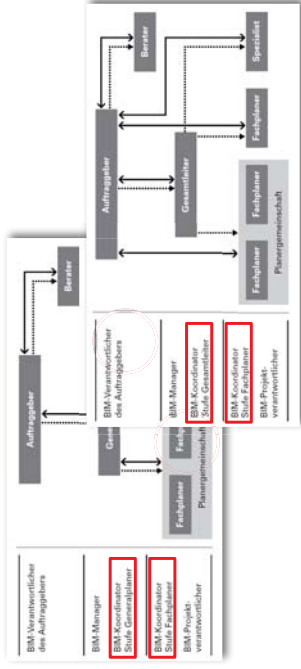 Auftraggeber
Berater
Gene
Fachplaner
Fach
Planergemeinschaft
BIM-Verantwortlicher
des Auftraggebers
BIM-Manager
BIM-Koordinator
Stufe Generalplaner
BIM-Koordinator
Stufe Fachplaner
BIM-Projekt-
verantwortlicher
Auftraggeber
Berater
Gesamtleiter
Spezialist
Fachplaner
Fachplaner
Fachplaner
Planergemeinschaft
BIM-Verantwortlicher
des Auftraggebers
BIM-Manager
BIM-Koordinator
Stufe Gesamtleiter
BIM-Koordinator
Stufe Fachplaner
BIM-Projekt-
verantwortlicher